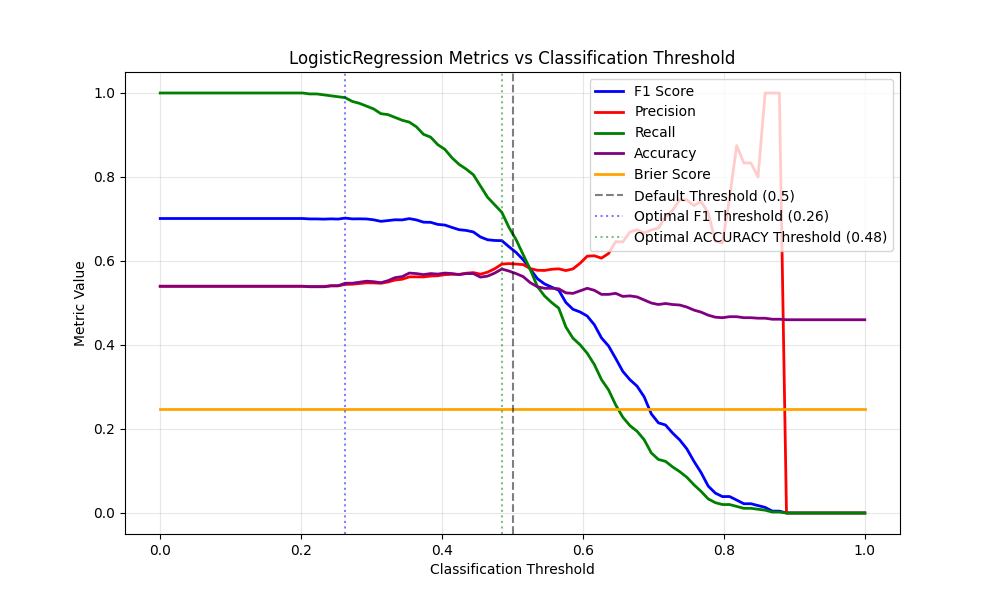 LogisticRegression Metrics vs Classification Threshold
F1 Score
Precision
Recall
Accuracy
Brier Score
Default Threshold (0.5)
Optimal F1 Threshold (0.26)
Optimal ACCURACY Threshold (0.48)
Metric Value
1.0
0.8
0.6
0.4
0.2
0.0
0.0 0.2 0.4 0.6 0.8 1.0
Classification Threshold